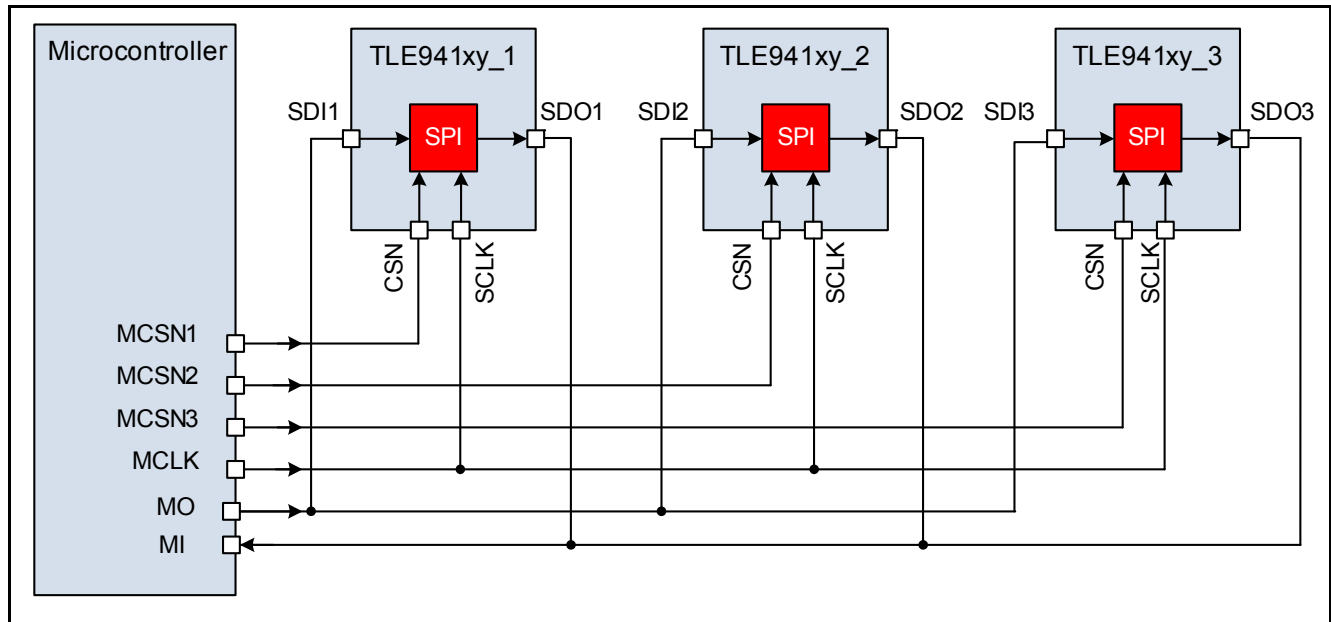 Microcontroller
TLE941xy_1
TLE941xy_2
TLE941xy_3
SDI1
SPI
SDO1
SDI2
SPI
SDO2
SDI3
SPI
SDO3
CSN
SCLK
CSN
SCLK
CSN
SCLK
MCSN1
MCSN2
MCSN3
MCLK
MO
MI